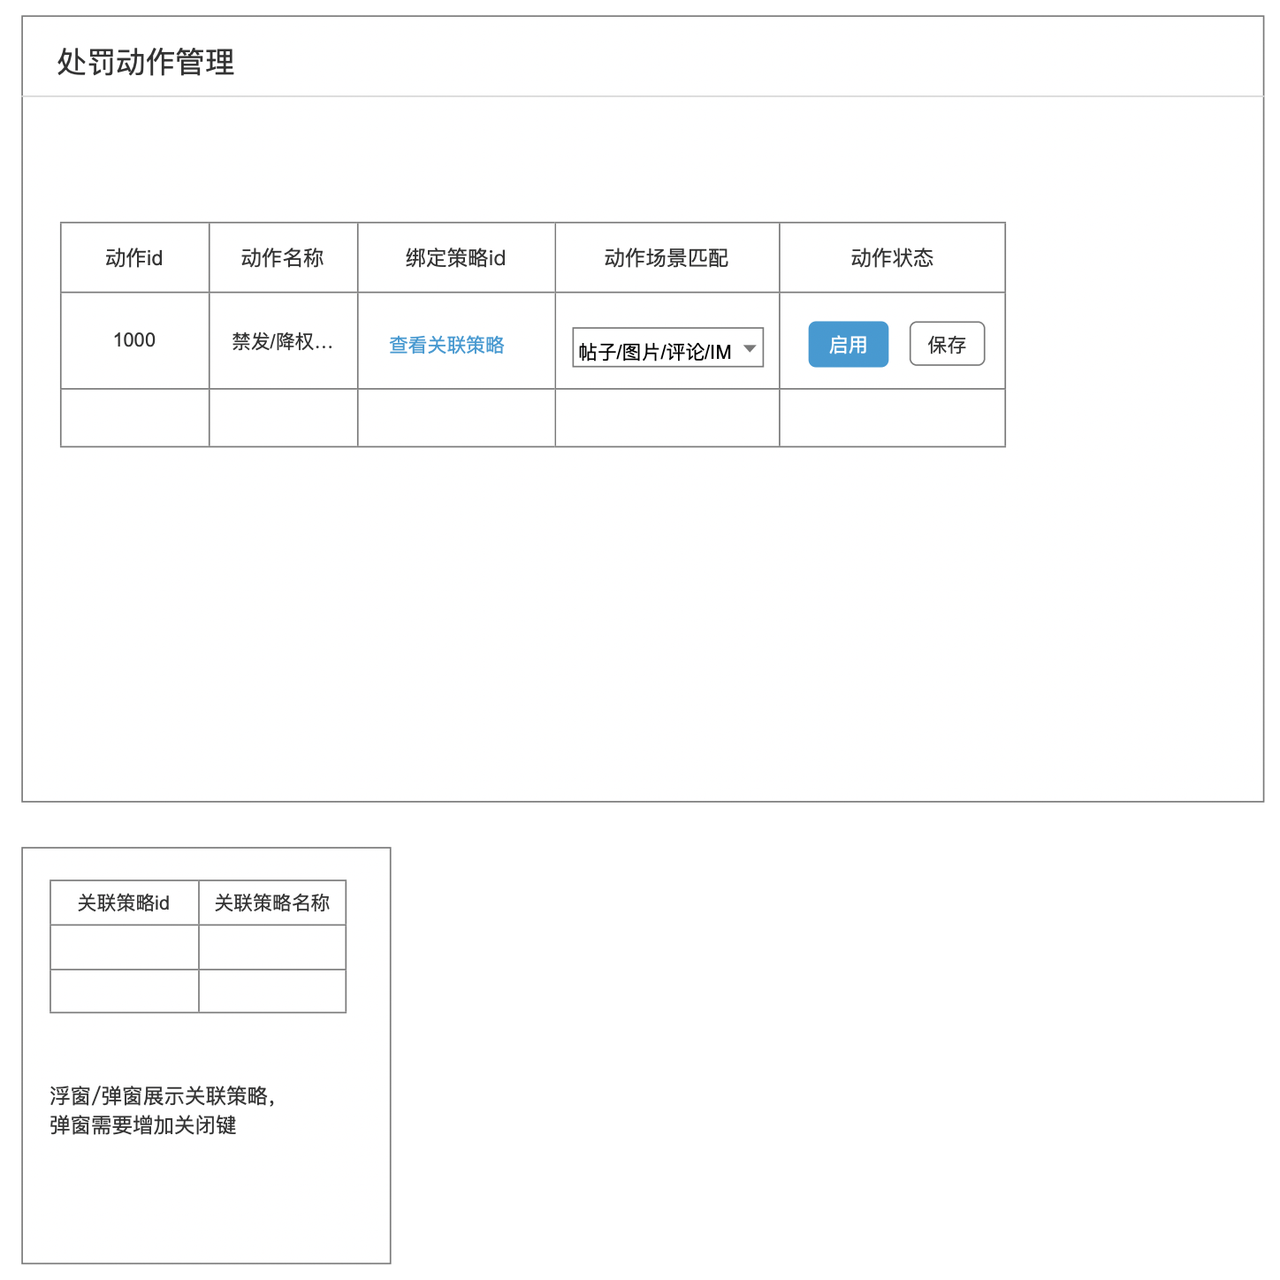 处罚动作管理
动作id 动作名称 绑定策略id 动作场景匹配 动作状态
1000 禁发/降权... 查看关联策略 帖子/图片/评论/IM 启用 保存
关联策略id 关联策略名称
浮窗/弹窗展示关联策略,
弹窗需要增加关闭键